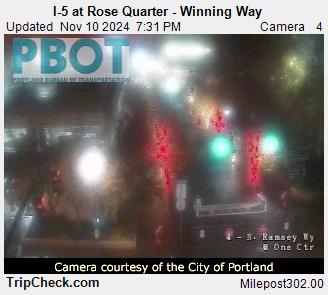 I-5 at Rose Quarter - Winning Way
Updated Nov 10 2024 7:31 PM Camera 4
PBOT
PORTLAND BUREAU OF TRANSPORTATION
4 - N. Ramsey Wy
@ One Ctr
Camera courtesy of the City of Portland
TripCheck.com Milepost302.00